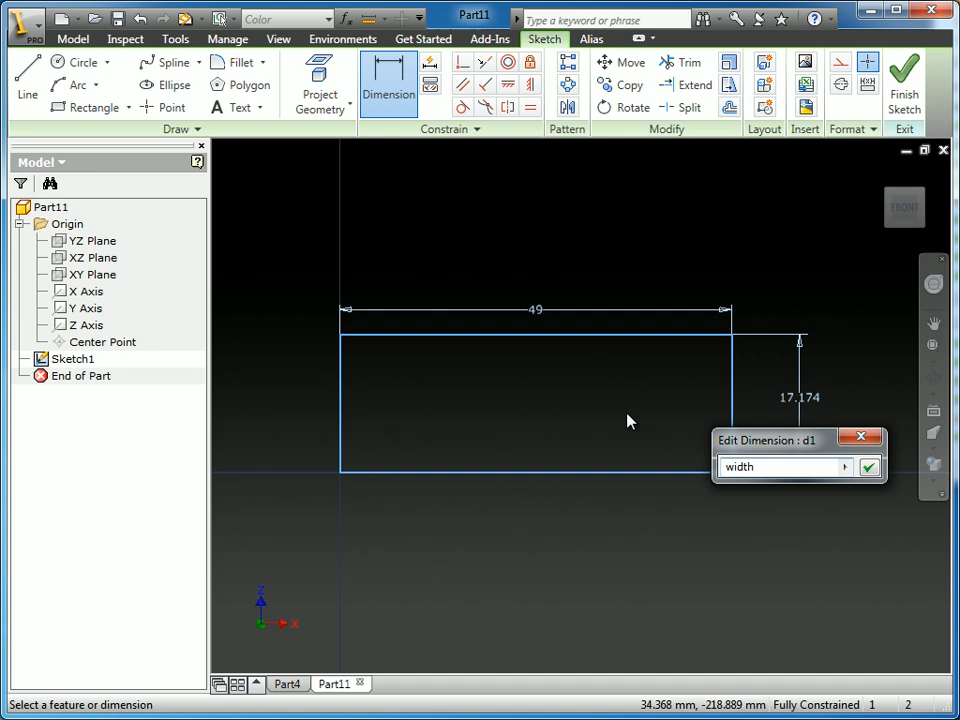 PRO
Color
Part11
Type a keyword or phrase
Model
Inspect
Tools
Manage
View
Environments
Get Started
Add-Ins
Sketch
Alias
Line
Circle
Arc
Rectangle
Spline
Ellipse
Point
Fillet
Polygon
Text
Project
Geometry
Dimension
Move
Copy
Rotate
Trim
Extend
Split
Finish
Sketch
Draw
Constrain
Pattern
Modify
Layout
Insert
Format
Exit
Model
Part11
Origin
YZ Plane
XZ Plane
XY Plane
X Axis
Y Axis
Z Axis
Center Point
Sketch1
End of Part
FRONT
49
17.174
Edit Dimension : d1
width
Z
X
Part4
Part11
Select a feature or dimension
34.368 mm, -218.889 mm
Fully Constrained
1
2